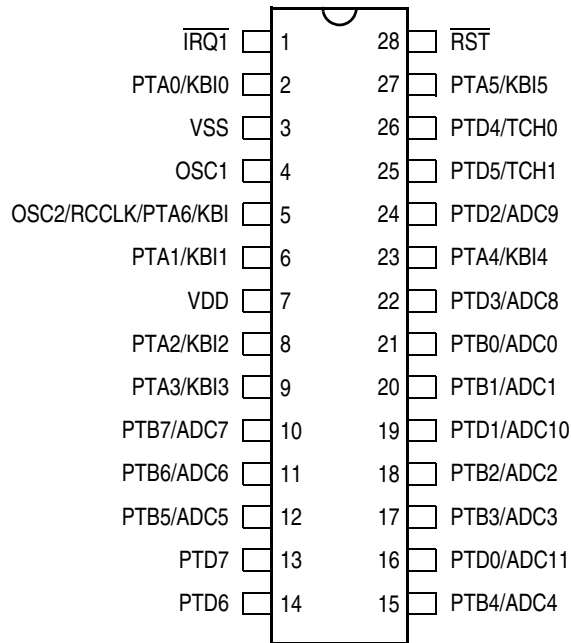 IRQ1 1 28 RST
PTA0/KBI0 2 27 PTA5/KBI5
VSS 3 26 PTD4/TCH0
OSC1 4 25 PTD5/TCH1
OSC2/RCCLK/PTA6/KBI 5 24 PTD2/ADC9
PTA1/KBI1 6 23 PTA4/KBI4
VDD 7 22 PTD3/ADC8
PTA2/KBI2 8 21 PTB0/ADC0
PTA3/KBI3 9 20 PTB1/ADC1
PTB7/ADC7 10 19 PTD1/ADC10
PTB6/ADC6 11 18 PTB2/ADC2
PTB5/ADC5 12 17 PTB3/ADC3
PTD7 13 16 PTD0/ADC11
PTD6 14 15 PTB4/ADC4